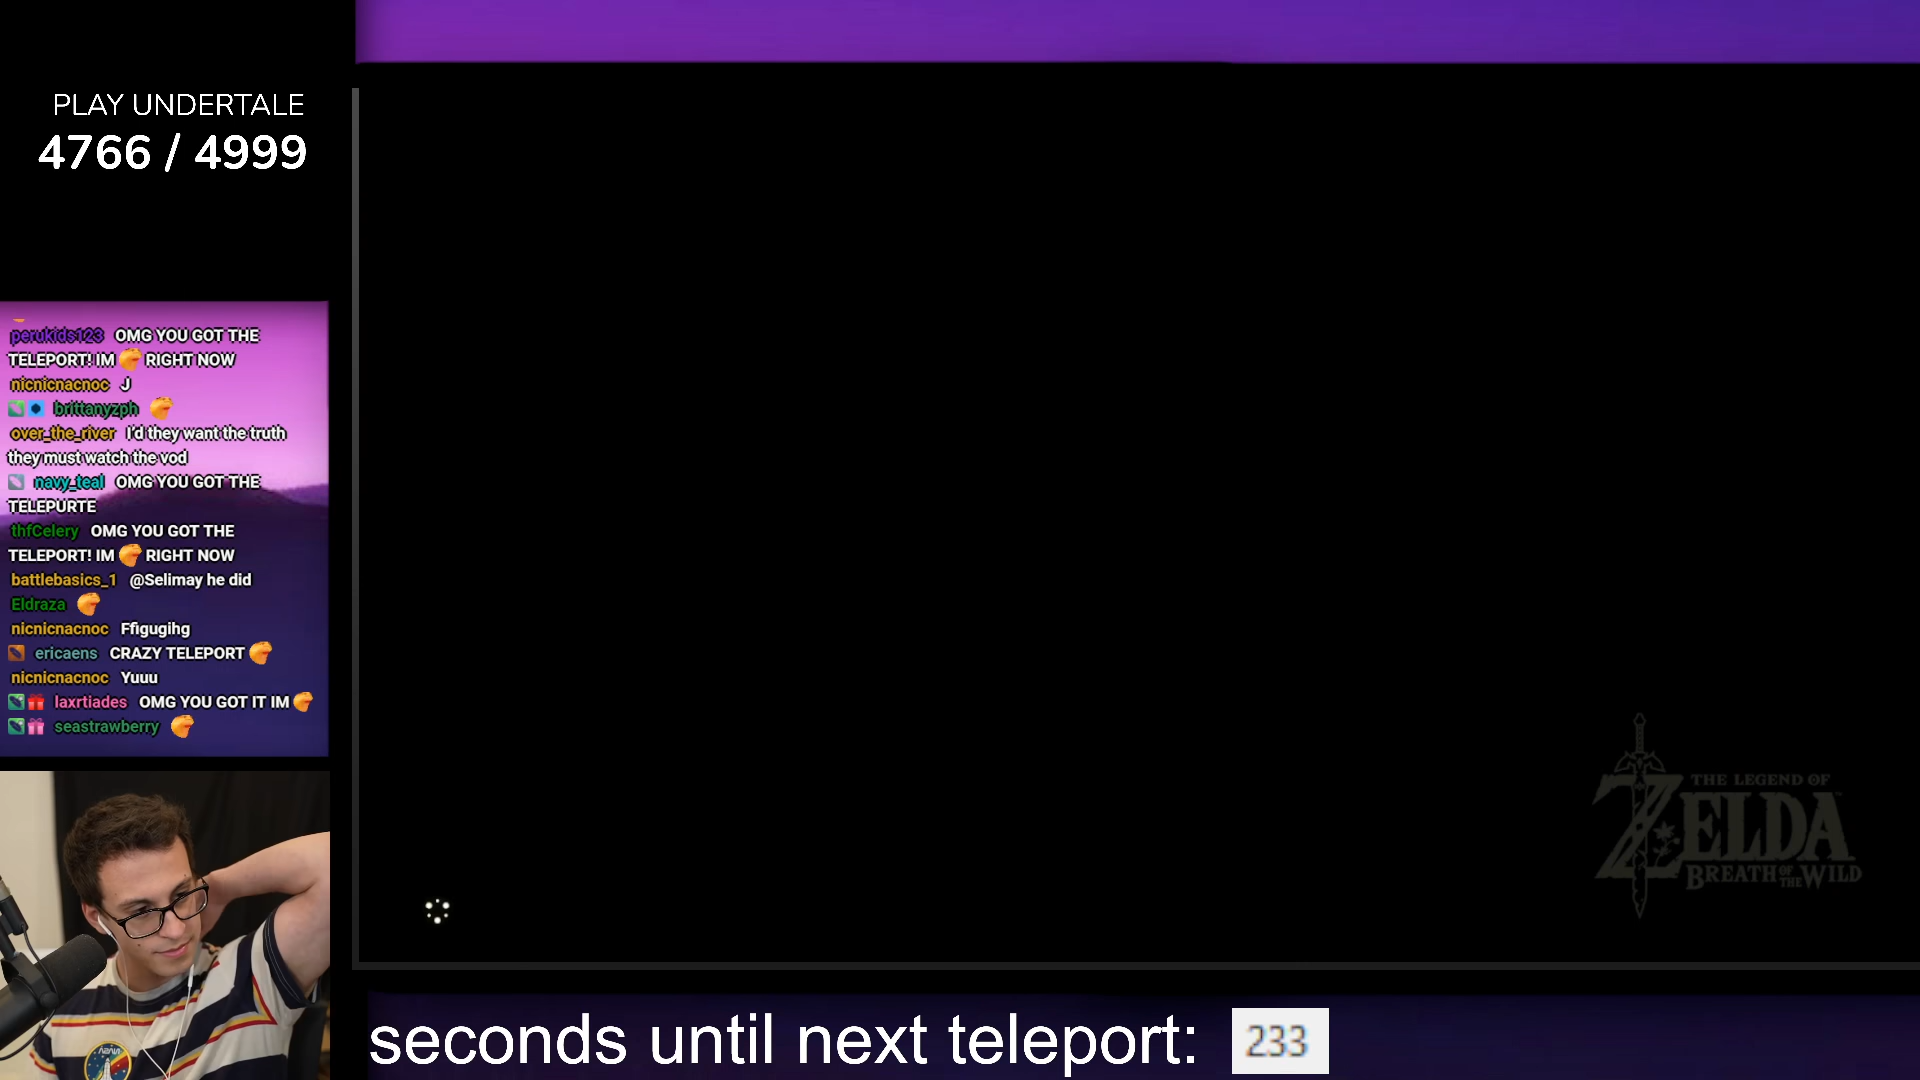 PLAY UNDERTALE
4766 / 4999
perukids123 OMG YOU GOT THE
TELEPORT! IM RIGHT NOW
nicnicnacnoc J
brittanyzph
over_the_river I'd they want the truth
they must watch the vod
navy_teal OMG YOU GOT THE
TELEPURTE
thfCelery OMG YOU GOT THE
TELEPORT! IM RIGHT NOW
battlebasics_1 @Selimay he did
Eldraza
nicnicnacnoc Ffigugihg
ericaens CRAZY TELEPORT
nicnicnacnoc Yuuu
laxrtiades OMG YOU GOT IT IM
seastrawberry
THE LEGEND OF
ZELDA
BREATH OF THE WILD
seconds until next teleport: 233